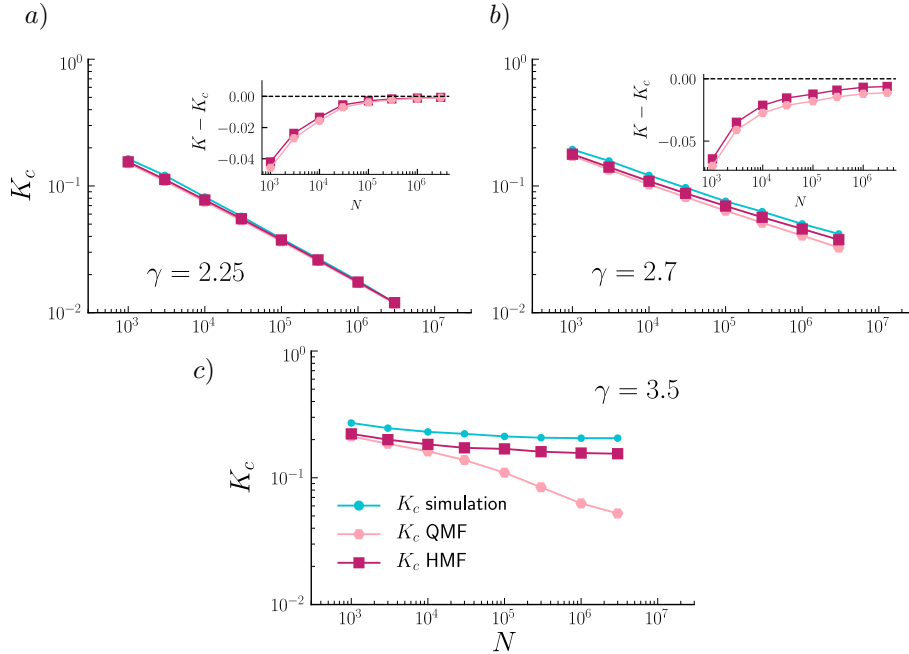 a)
10^0
10^{-1}
10^{-2}
K_c
K − K_c
0.00
−0.02
−0.04
10^3
10^4
10^5
10^6
N
γ = 2.25
10^3
10^4
10^5
10^6
10^7
b)
10^0
10^{-1}
10^{-2}
K − K_c
0.00
−0.05
10^3
10^4
10^5
10^6
N
γ = 2.7
10^3
10^4
10^5
10^6
10^7
c)
10^0
10^{-1}
10^{-2}
K_c
γ = 3.5
K_c simulation
K_c QMF
K_c HMF
10^3
10^4
10^5
10^6
10^7
N